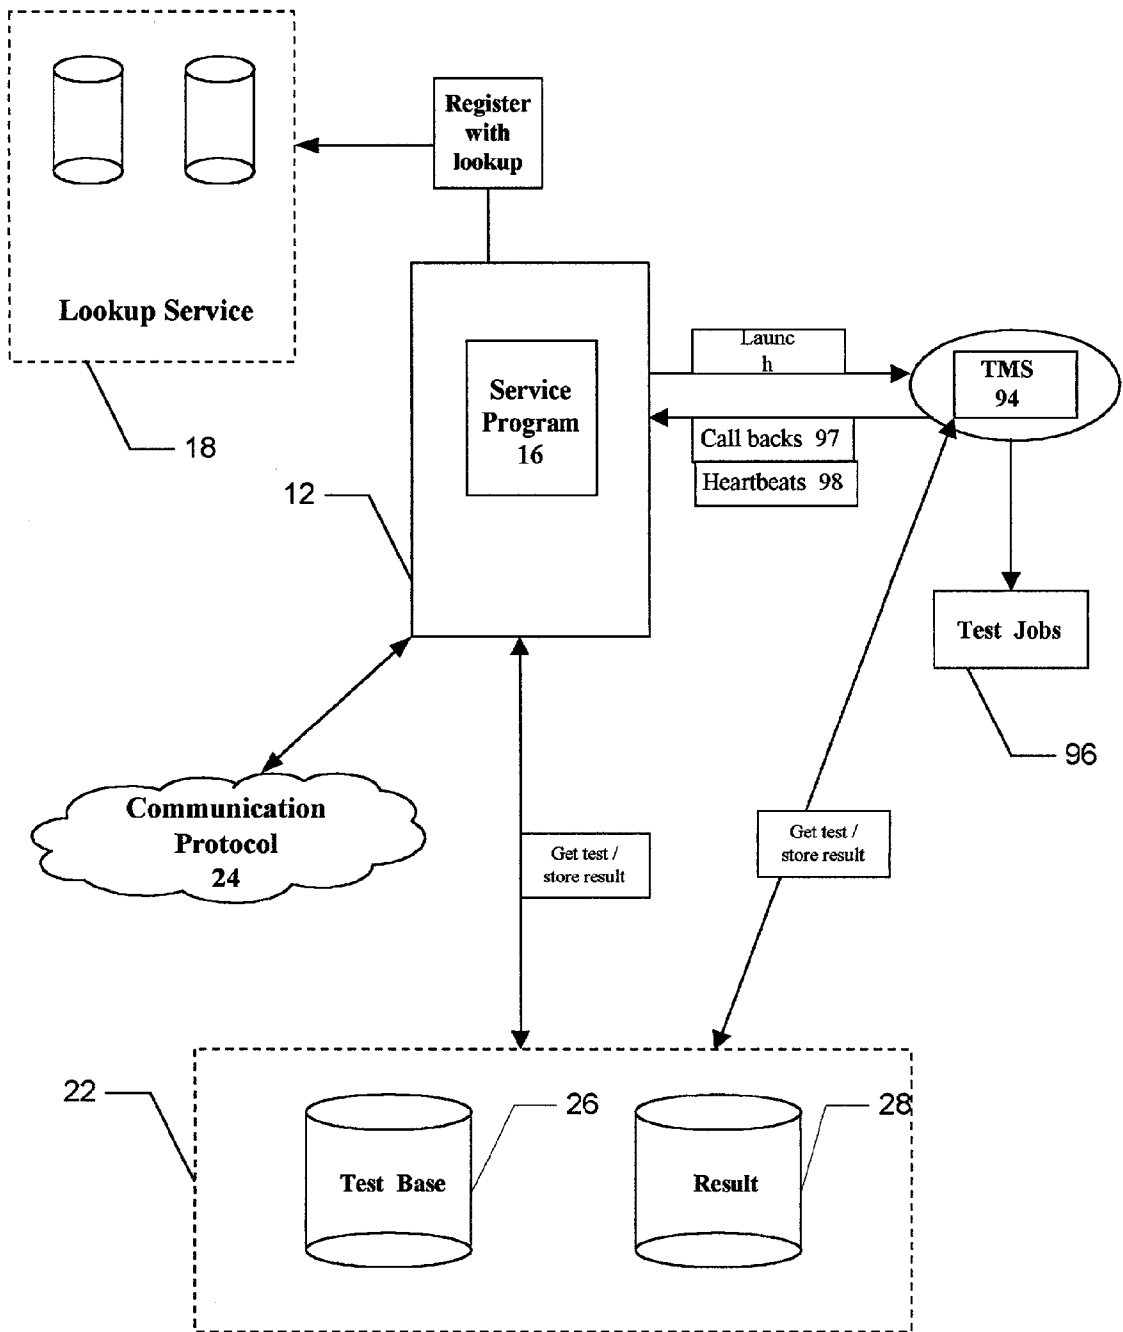 Register
with
lookup
Lookup Service
18
Launc
h
TMS
94
Service
Program
16
Call backs 97
Heartbeats 98
12
Test Jobs
96
Communication
Protocol
24
Get test /
store result
Get test /
store result
22
26
28
Test Base
Result